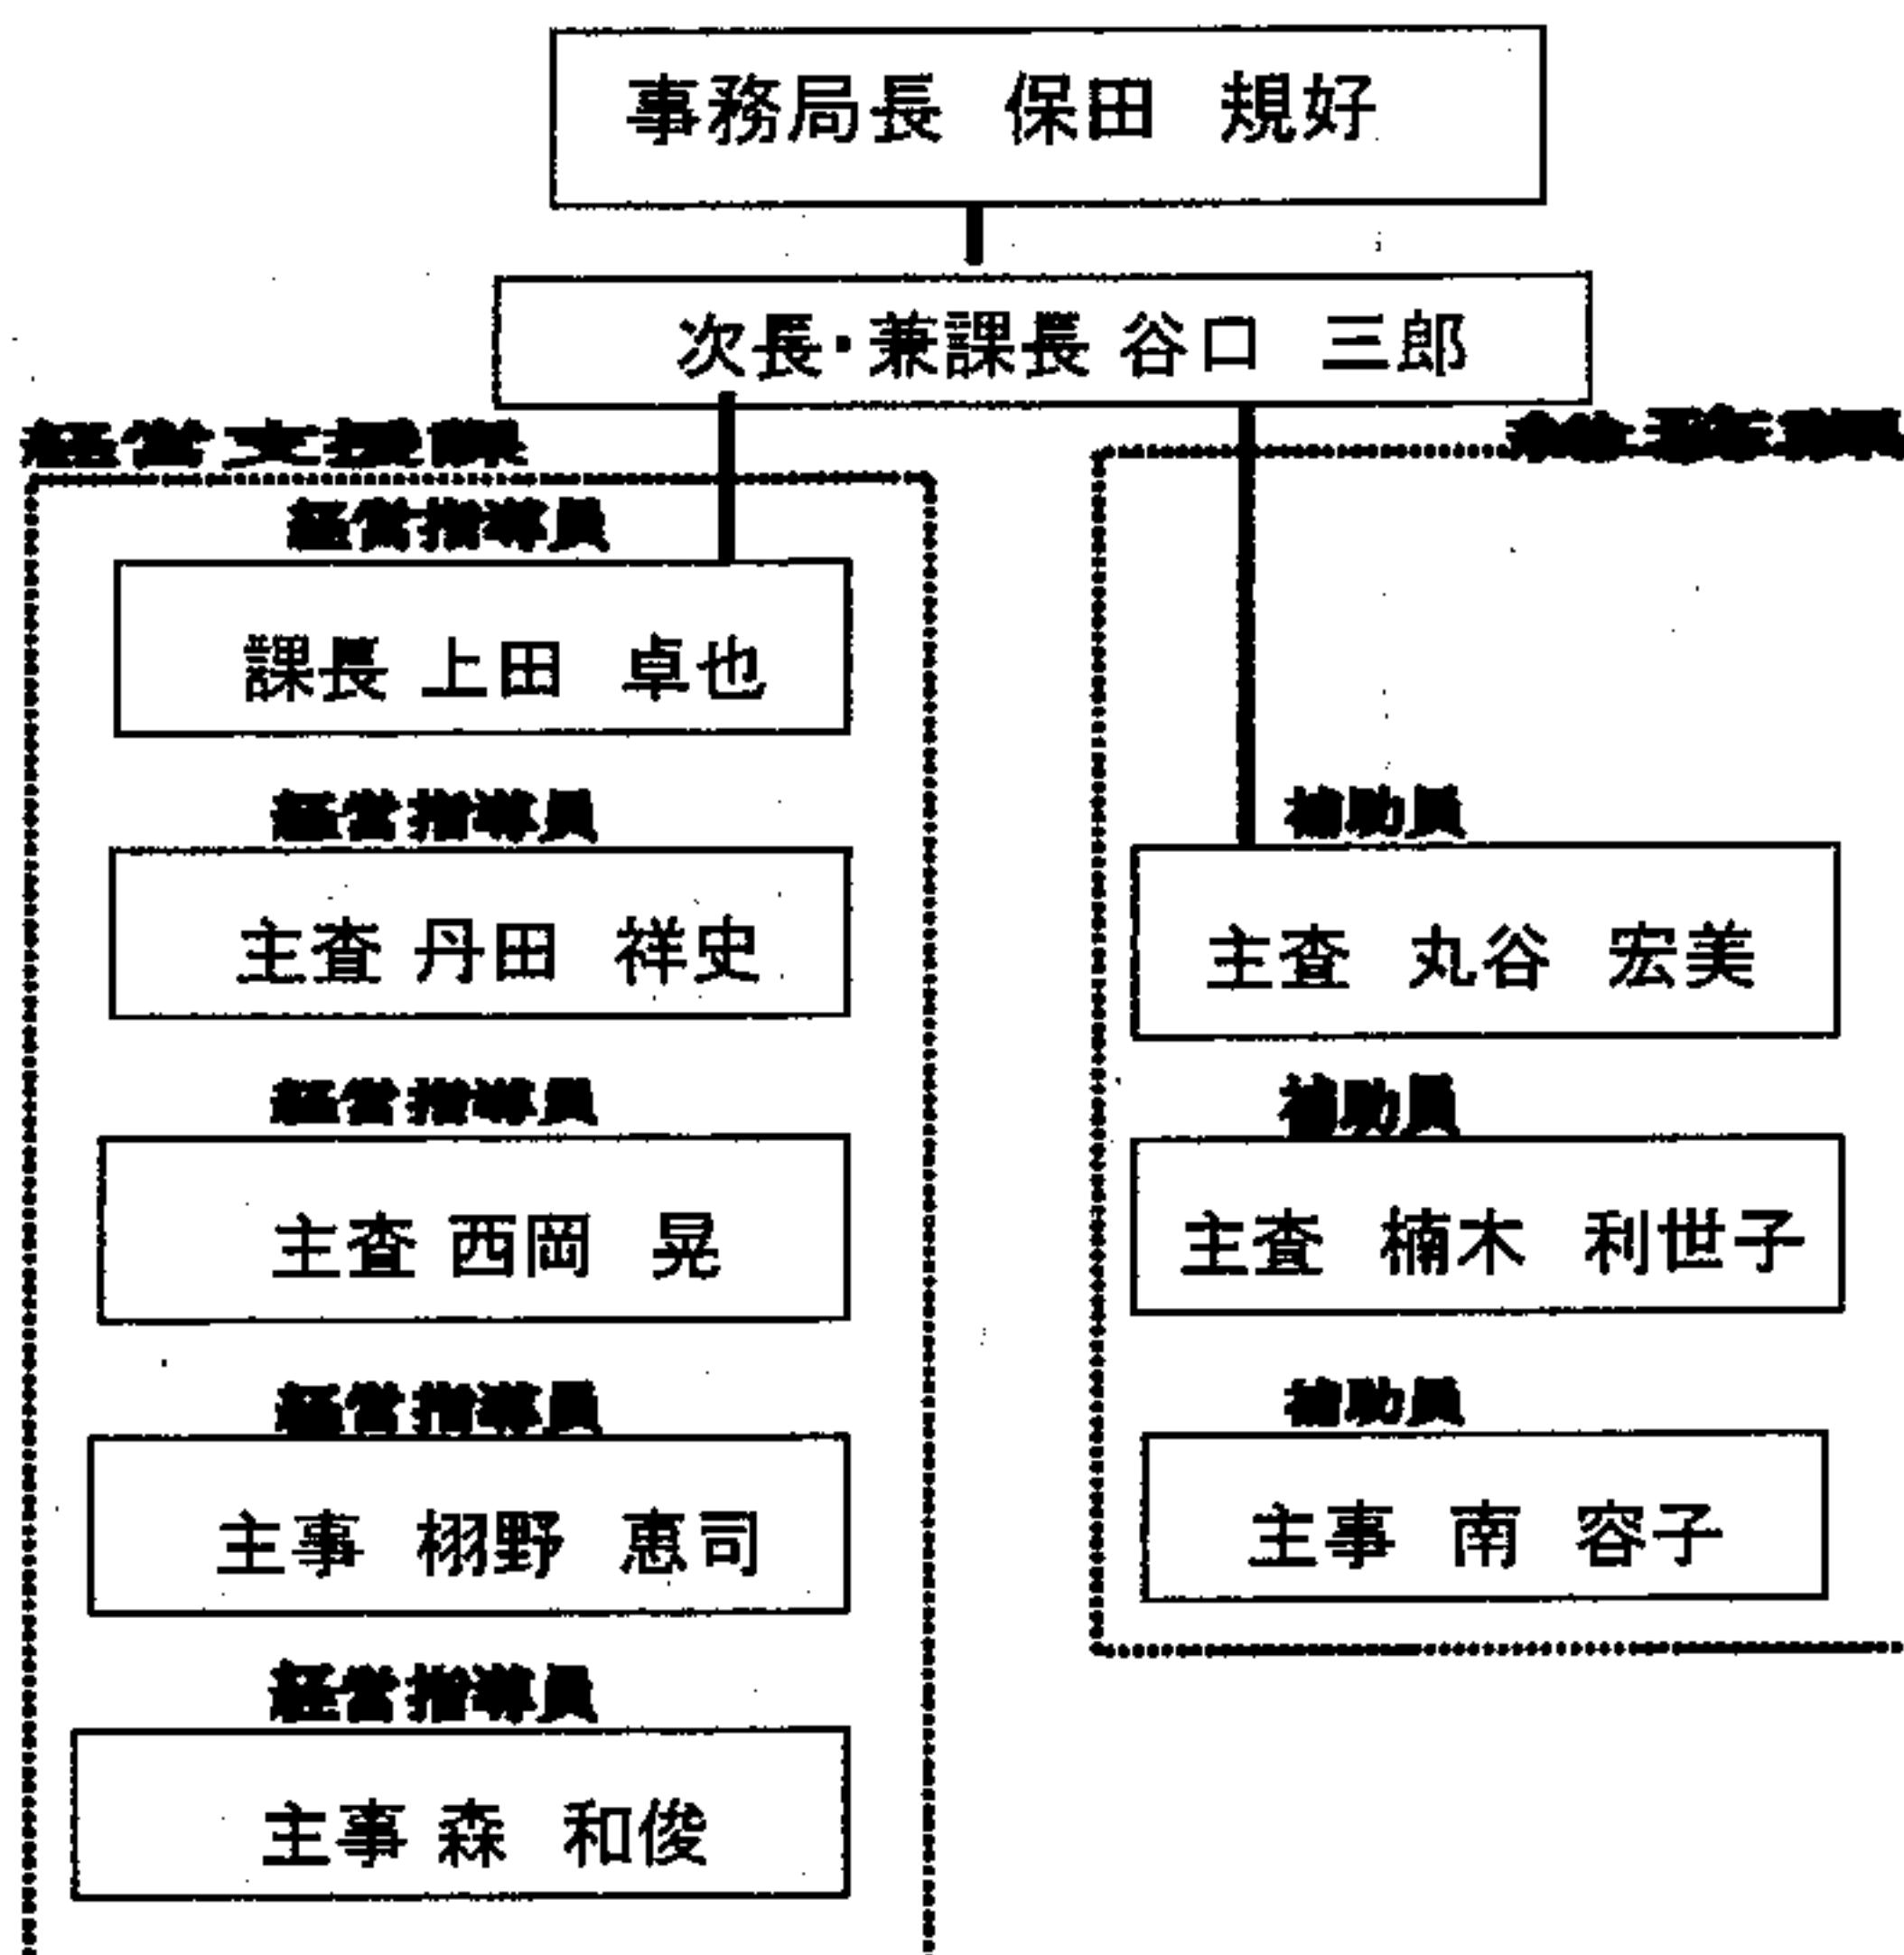 事務局長 保田 規好
次長・兼課長 谷口 三郎
経営支援課
経営指導員
課長 上田 卓也
経営指導員
主査 丹田 祥史
経営指導員
主査 西岡 晃
経営指導員
主事 栩野 恵司
経営指導員
主事 森 和俊
補助員
主査 丸谷 宏美
補助員
主査 楠木 利世子
補助員
主事 南 容子